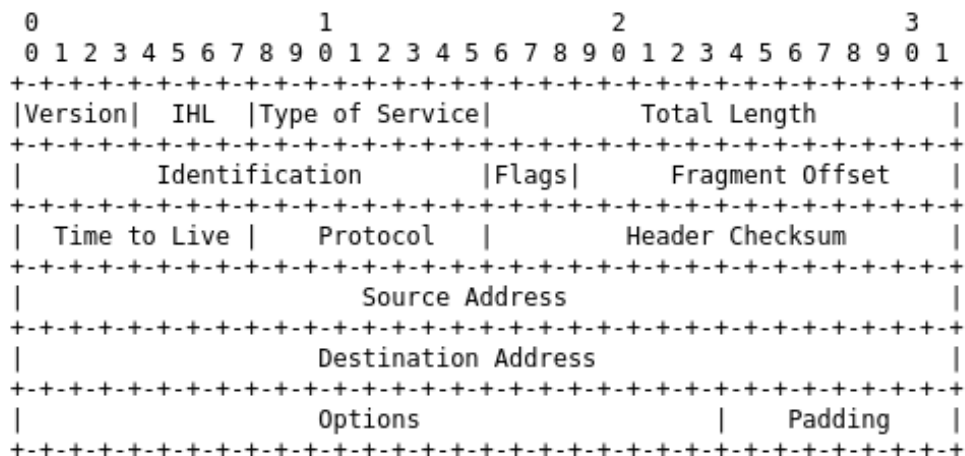 0                   1                   2                   3
 0 1 2 3 4 5 6 7 8 9 0 1 2 3 4 5 6 7 8 9 0 1 2 3 4 5 6 7 8 9 0 1
+-+-+-+-+-+-+-+-+-+-+-+-+-+-+-+-+-+-+-+-+-+-+-+-+-+-+-+-+-+-+-+-+
|Version|  IHL  |Type of Service|          Total Length         |
+-+-+-+-+-+-+-+-+-+-+-+-+-+-+-+-+-+-+-+-+-+-+-+-+-+-+-+-+-+-+-+-+
|         Identification        |Flags|      Fragment Offset    |
+-+-+-+-+-+-+-+-+-+-+-+-+-+-+-+-+-+-+-+-+-+-+-+-+-+-+-+-+-+-+-+-+
|  Time to Live |    Protocol   |         Header Checksum       |
+-+-+-+-+-+-+-+-+-+-+-+-+-+-+-+-+-+-+-+-+-+-+-+-+-+-+-+-+-+-+-+-+
|                       Source Address                          |
+-+-+-+-+-+-+-+-+-+-+-+-+-+-+-+-+-+-+-+-+-+-+-+-+-+-+-+-+-+-+-+-+
|                    Destination Address                        |
+-+-+-+-+-+-+-+-+-+-+-+-+-+-+-+-+-+-+-+-+-+-+-+-+-+-+-+-+-+-+-+-+
|                    Options                    |    Padding    |
+-+-+-+-+-+-+-+-+-+-+-+-+-+-+-+-+-+-+-+-+-+-+-+-+-+-+-+-+-+-+-+-+